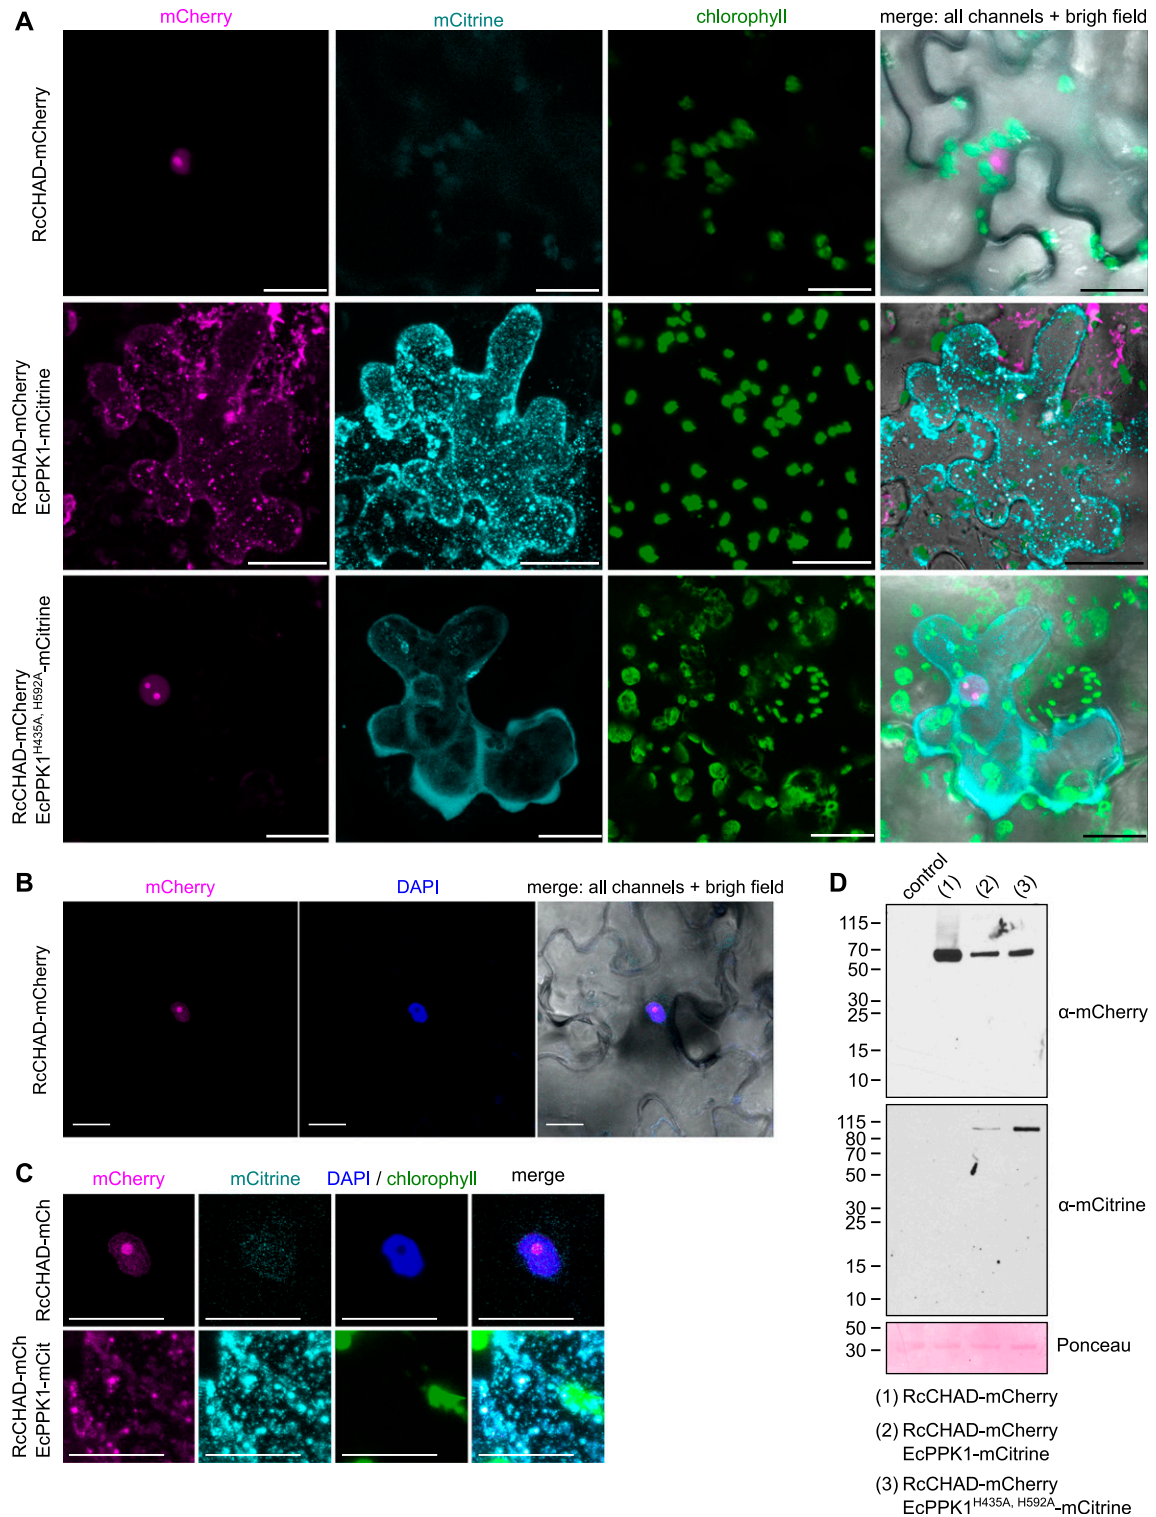 A
mCherry
mCitrine
chlorophyll
merge: all channels + brigh field
RcCHAD-mCherry
RcCHAD-mCherry
EcPPK1-mCitrine
RcCHAD-mCherry
EcPPK1H435A, H592A-mCitrine
B
mCherry
DAPI
merge: all channels + brigh field
RcCHAD-mCherry
C
mCherry
mCitrine
DAPI / chlorophyll
merge
RcCHAD-mCh
RcCHAD-mCh
EcPPK1-mCit
D
control
(1)
(2)
(3)
115
70
50
30
25
15
10
α-mCherry
115
80
70
50
30
25
15
10
α-mCitrine
50
30
Ponceau
(1) RcCHAD-mCherry
(2) RcCHAD-mCherry
EcPPK1-mCitrine
(3) RcCHAD-mCherry
EcPPK1H435A, H592A-mCitrine